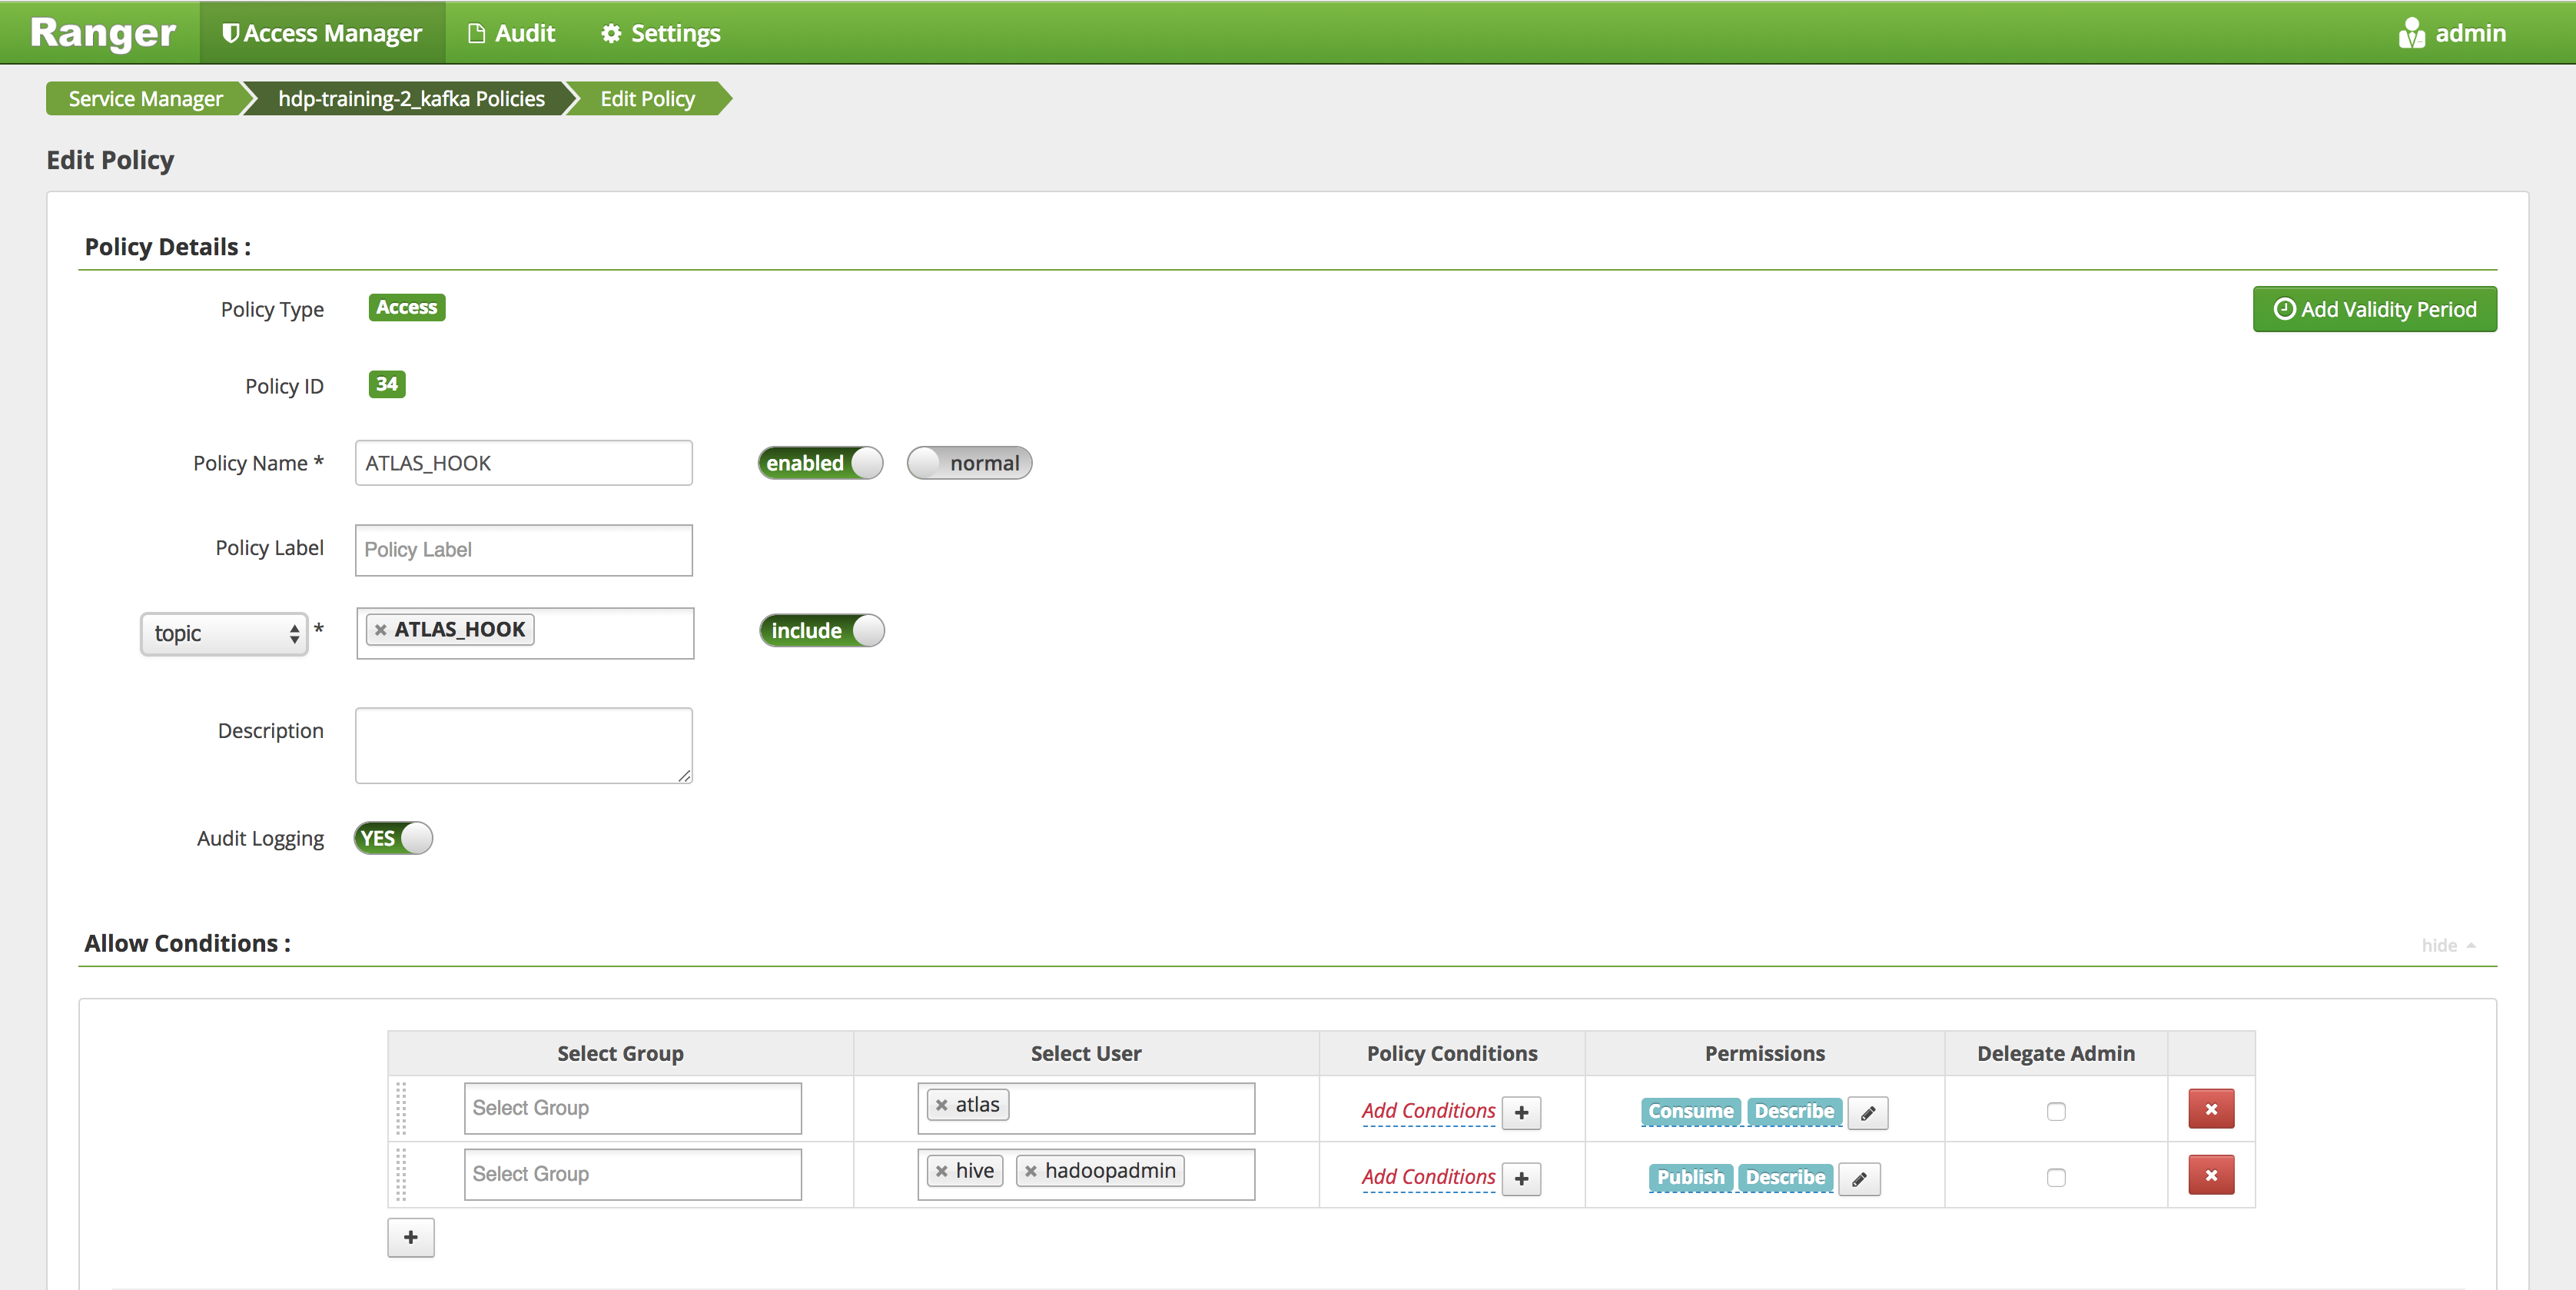 Ranger Access Manager Audit Settings admin
Service Manager hdp-training-2_kafka Policies Edit Policy
Edit Policy
Policy Details :
Policy Type Access Add Validity Period
Policy ID 34
Policy Name * ATLAS_HOOK enabled normal
Policy Label Policy Label
topic * × ATLAS_HOOK include
Description
Audit Logging YES
Allow Conditions : hide
Select Group Select User Policy Conditions Permissions Delegate Admin
Select Group × atlas Add Conditions + Consume Describe ×
Select Group × hive × hadoopadmin Add Conditions + Publish Describe ×
+